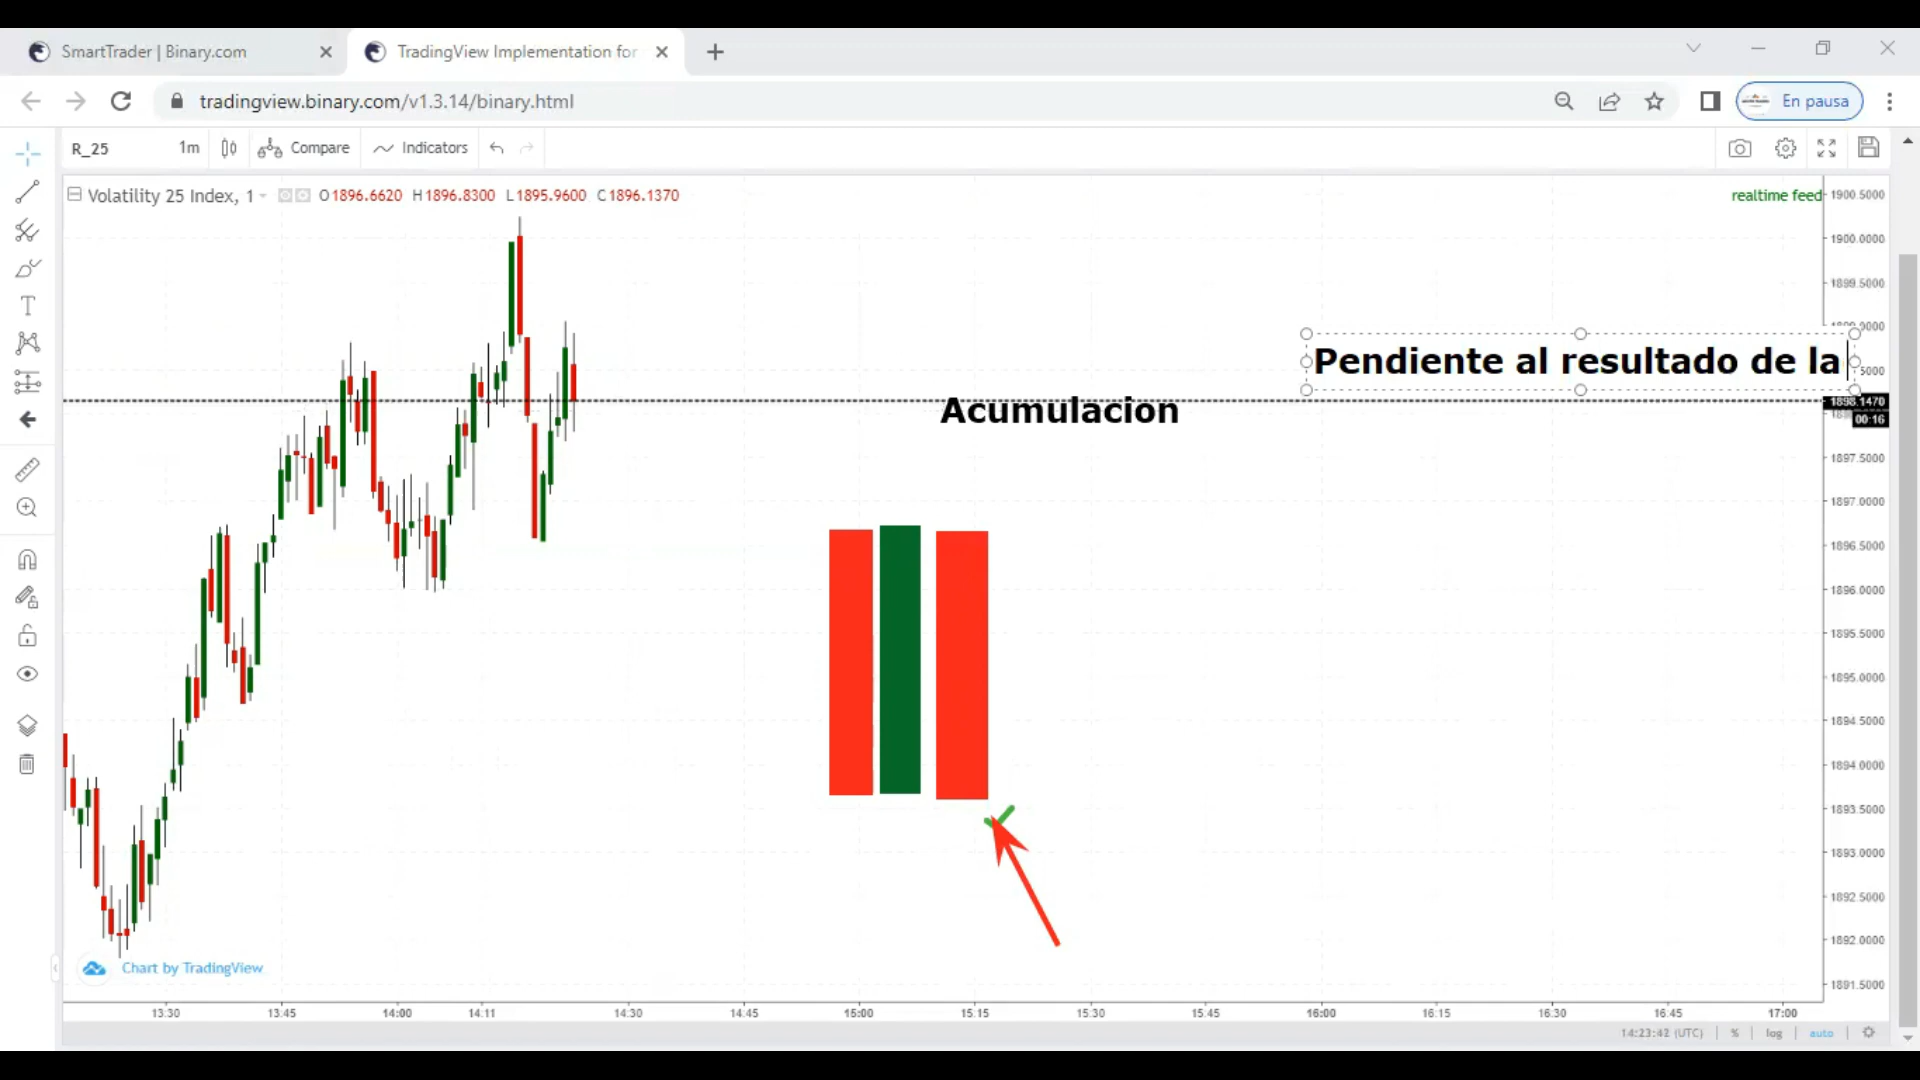 SmartTrader | Binary.com
TradingView Implementation for
tradingview.binary.com/v1.3.14/binary.html
En pausa
R_25
1m
Compare
Indicators
Volatility 25 Index, 1
O1896.6620 H1896.8300 L1895.9600 C1896.1370
realtime feed
1900.5000
1900.0000
1899.5000
Pendiente al resultado de la
1898.1470
00:16
Acumulacion
1897.5000
1897.0000
1896.5000
1896.0000
1895.5000
1895.0000
1894.5000
1894.0000
1893.5000
1893.0000
1892.5000
1892.0000
1891.5000
Chart by TradingView
13:30 13:45 14:00 14:11 14:30 14:45 15:00 15:15 15:30 15:45 16:00 16:15 16:30 16:45 17:00
14:23:42 (UTC) % log auto